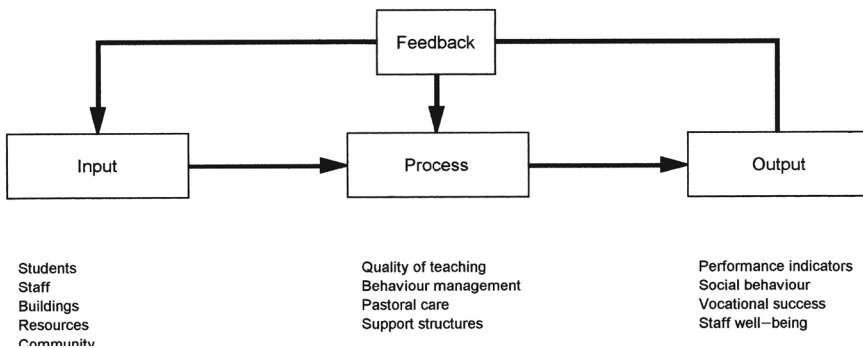 Feedback
Input
Process
Output
Students
Staff
Buildings
Resources
Community
Quality of teaching
Behaviour management
Pastoral care
Support structures
Performance indicators
Social behaviour
Vocational success
Staff well–being